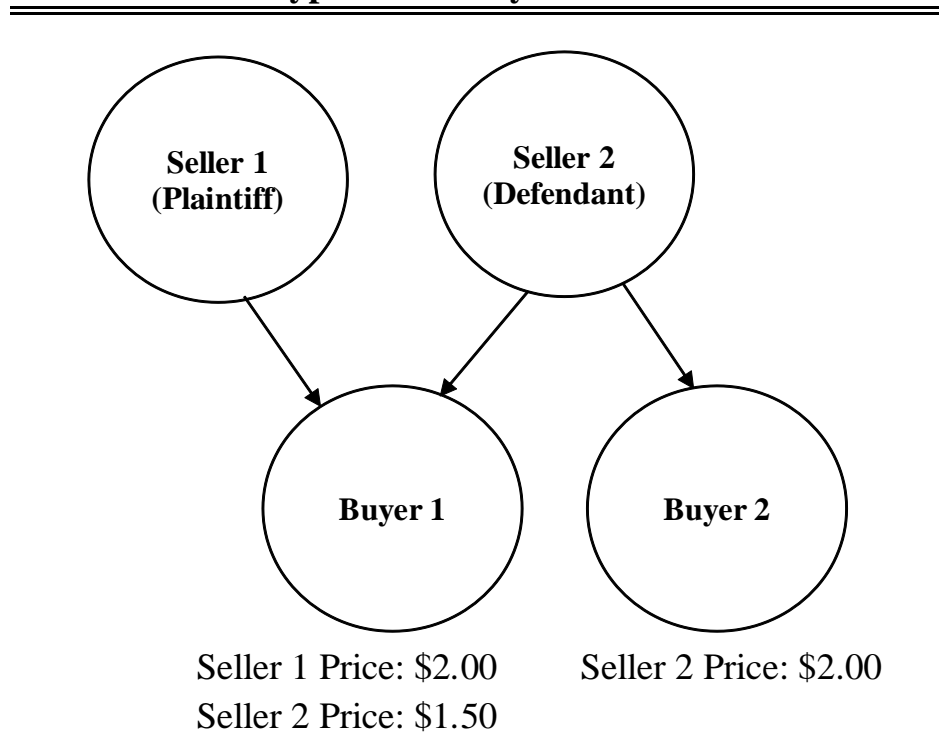 Seller 1
(Plaintiff)
Seller 2
(Defendant)
Buyer 1
Buyer 2
Seller 1 Price: $2.00
Seller 2 Price: $1.50
Seller 2 Price: $2.00